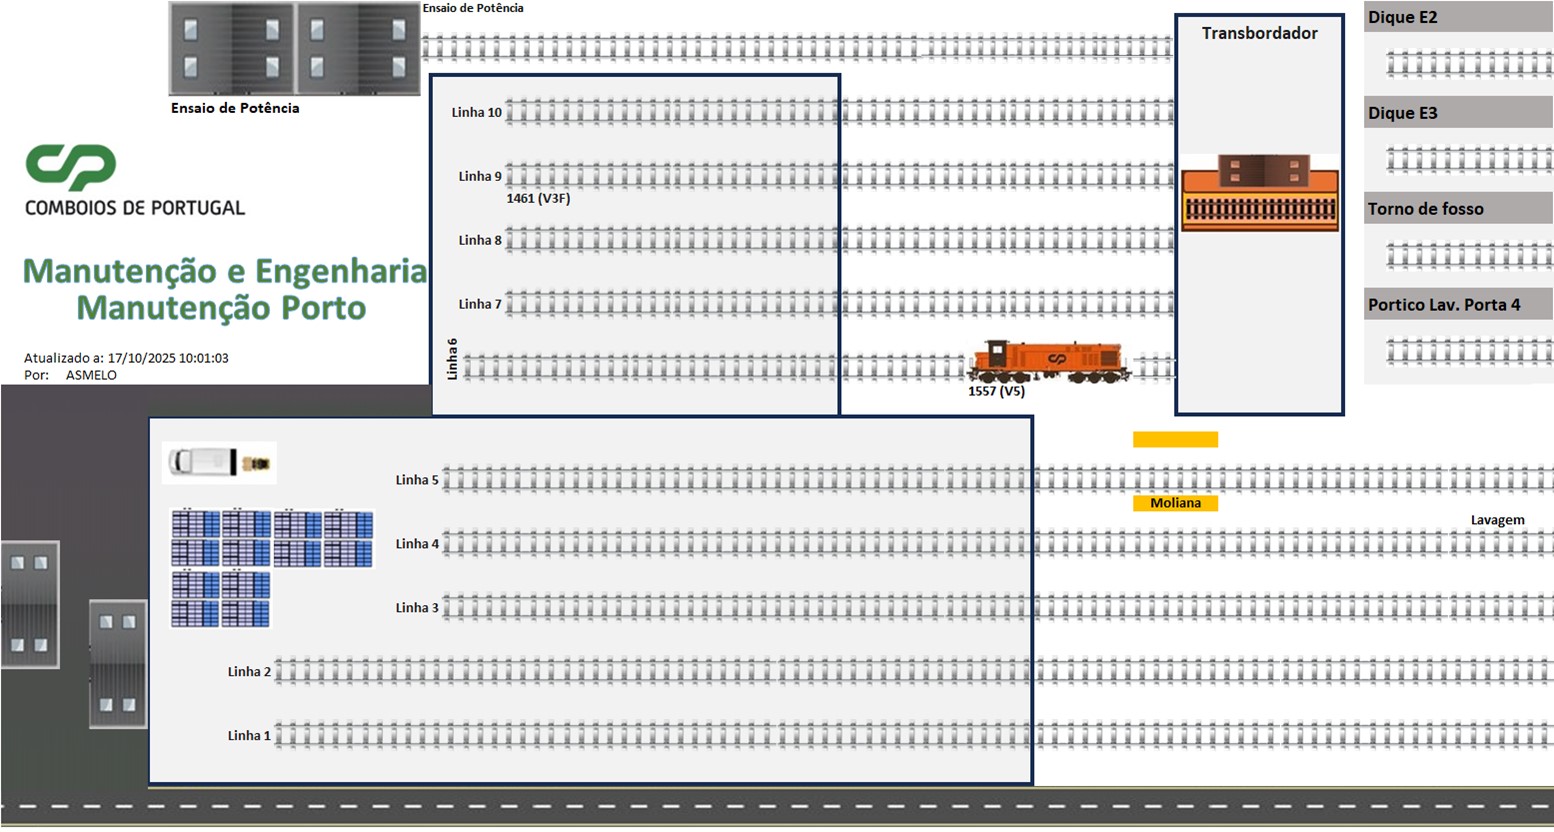 Ensaio de Potência
Ensaio de Potência
Transbordador
Dique E2
Dique E3
Torno de fosso
Portico Lav. Porta 4
CP
COMBOIOS DE PORTUGAL
Manutenção e Engenharia
Manutenção Porto
Atualizado a: 17/10/2025 10:01:03
Por: ASMELO
Linha 10
Linha 9
1461 (V3F)
Linha 8
Linha 7
Linha 6
CP
1557 (V5)
Linha 5
Moliana
Lavagem
Linha 4
Linha 3
Linha 2
Linha 1